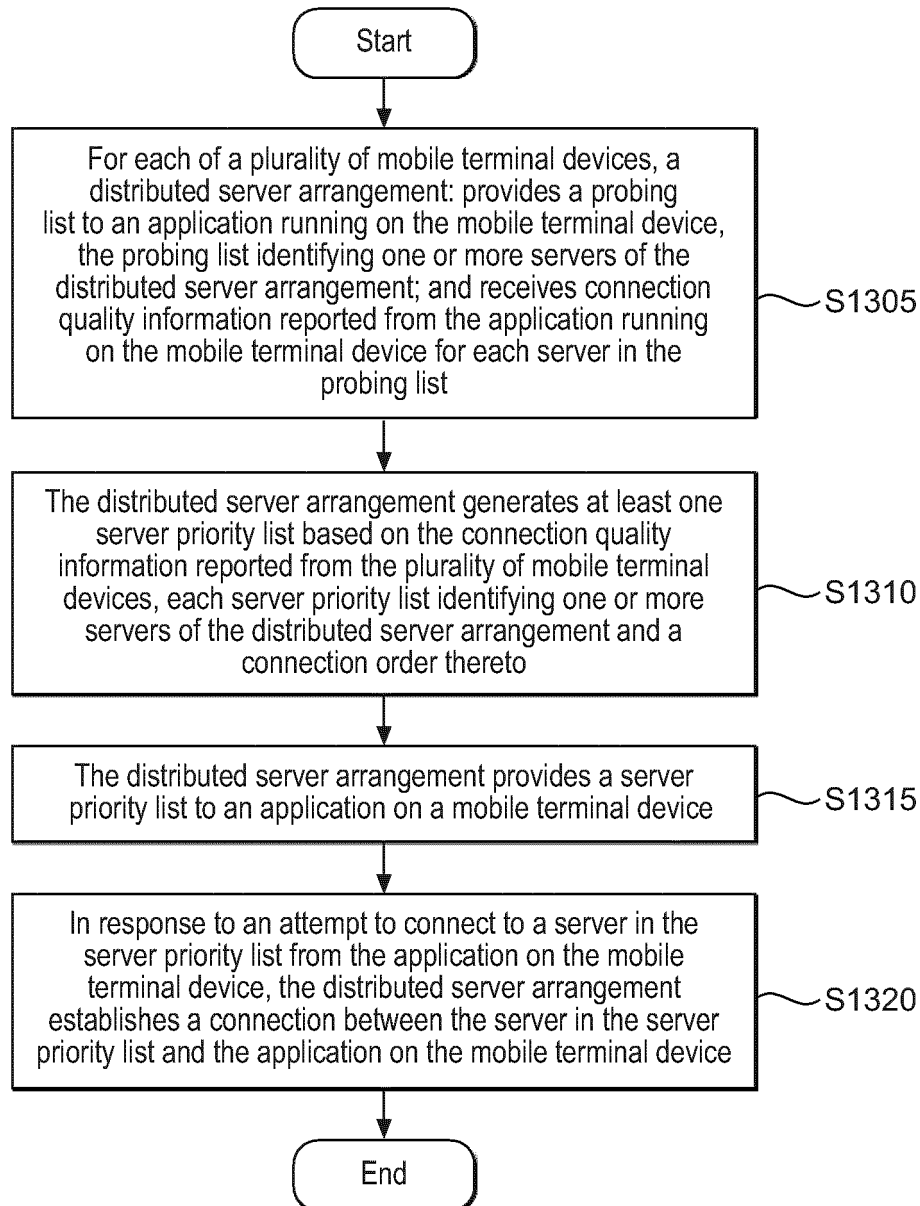 Start
For each of a plurality of mobile terminal devices, a
distributed server arrangement: provides a probing
list to an application running on the mobile terminal device,
the probing list identifying one or more servers of the
distributed server arrangement; and receives connection
quality information reported from the application running
on the mobile terminal device for each server in the
probing list
S1305
The distributed server arrangement generates at least one
server priority list based on the connection quality
information reported from the plurality of mobile terminal
devices, each server priority list identifying one or more
servers of the distributed server arrangement and a
connection order thereto
S1310
The distributed server arrangement provides a server
priority list to an application on a mobile terminal device
S1315
In response to an attempt to connect to a server in the
server priority list from the application on the mobile
terminal device, the distributed server arrangement
establishes a connection between the server in the server
priority list and the application on the mobile terminal device
S1320
End